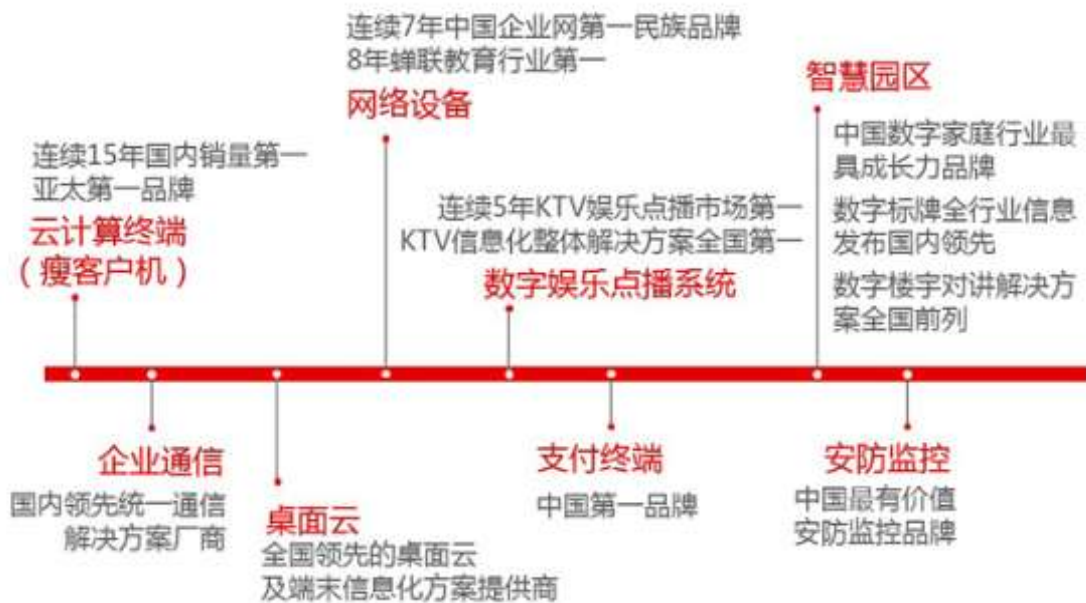 连续7年中国企业网第一民族品牌
8年蝉联教育行业第一
网络设备
智慧园区
中国数字家庭行业最
具成长力品牌
数字标牌全行业信息
发布国内领先
数字楼宇对讲解决方
案全国前列
连续15年国内销量第一
亚太第一品牌
云计算终端
（瘦客户机）
连续5年KTV娱乐点播市场第一
KTV信息化整体解决方案全国第一
数字娱乐点播系统
企业通信
国内领先统一通信
解决方案厂商
桌面云
全国领先的桌面云
及端末信息化方案提供商
支付终端
中国第一品牌
安防监控
中国最有价值
安防监控品牌